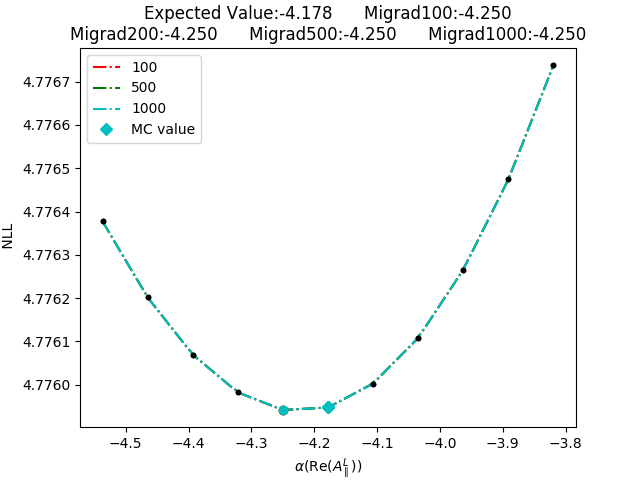 Expected Value:-4.178 Migrad100:-4.250
Migrad200:-4.250 Migrad500:-4.250 Migrad1000:-4.250
100
500
1000
MC value
4.7767
4.7766
4.7765
4.7764
4.7763
4.7762
4.7761
4.7760
NLL
−4.5 −4.4 −4.3 −4.2 −4.1 −4.0 −3.9 −3.8
α(Re(A^L_∥))